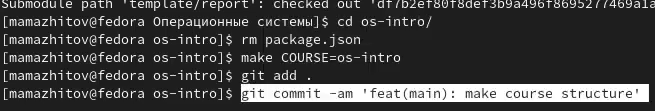 Submodule path 'template/report': checked out 'df7b2ef80f8def3b9a496f8695277469a1a
[mamazhitov@fedora Операционные системы]$ cd os-intro/
[mamazhitov@fedora os-intro]$ rm package.json
[mamazhitov@fedora os-intro]$ make COURSE=os-intro
[mamazhitov@fedora os-intro]$ git add .
[mamazhitov@fedora os-intro]$ git commit -am 'feat(main): make course structure'